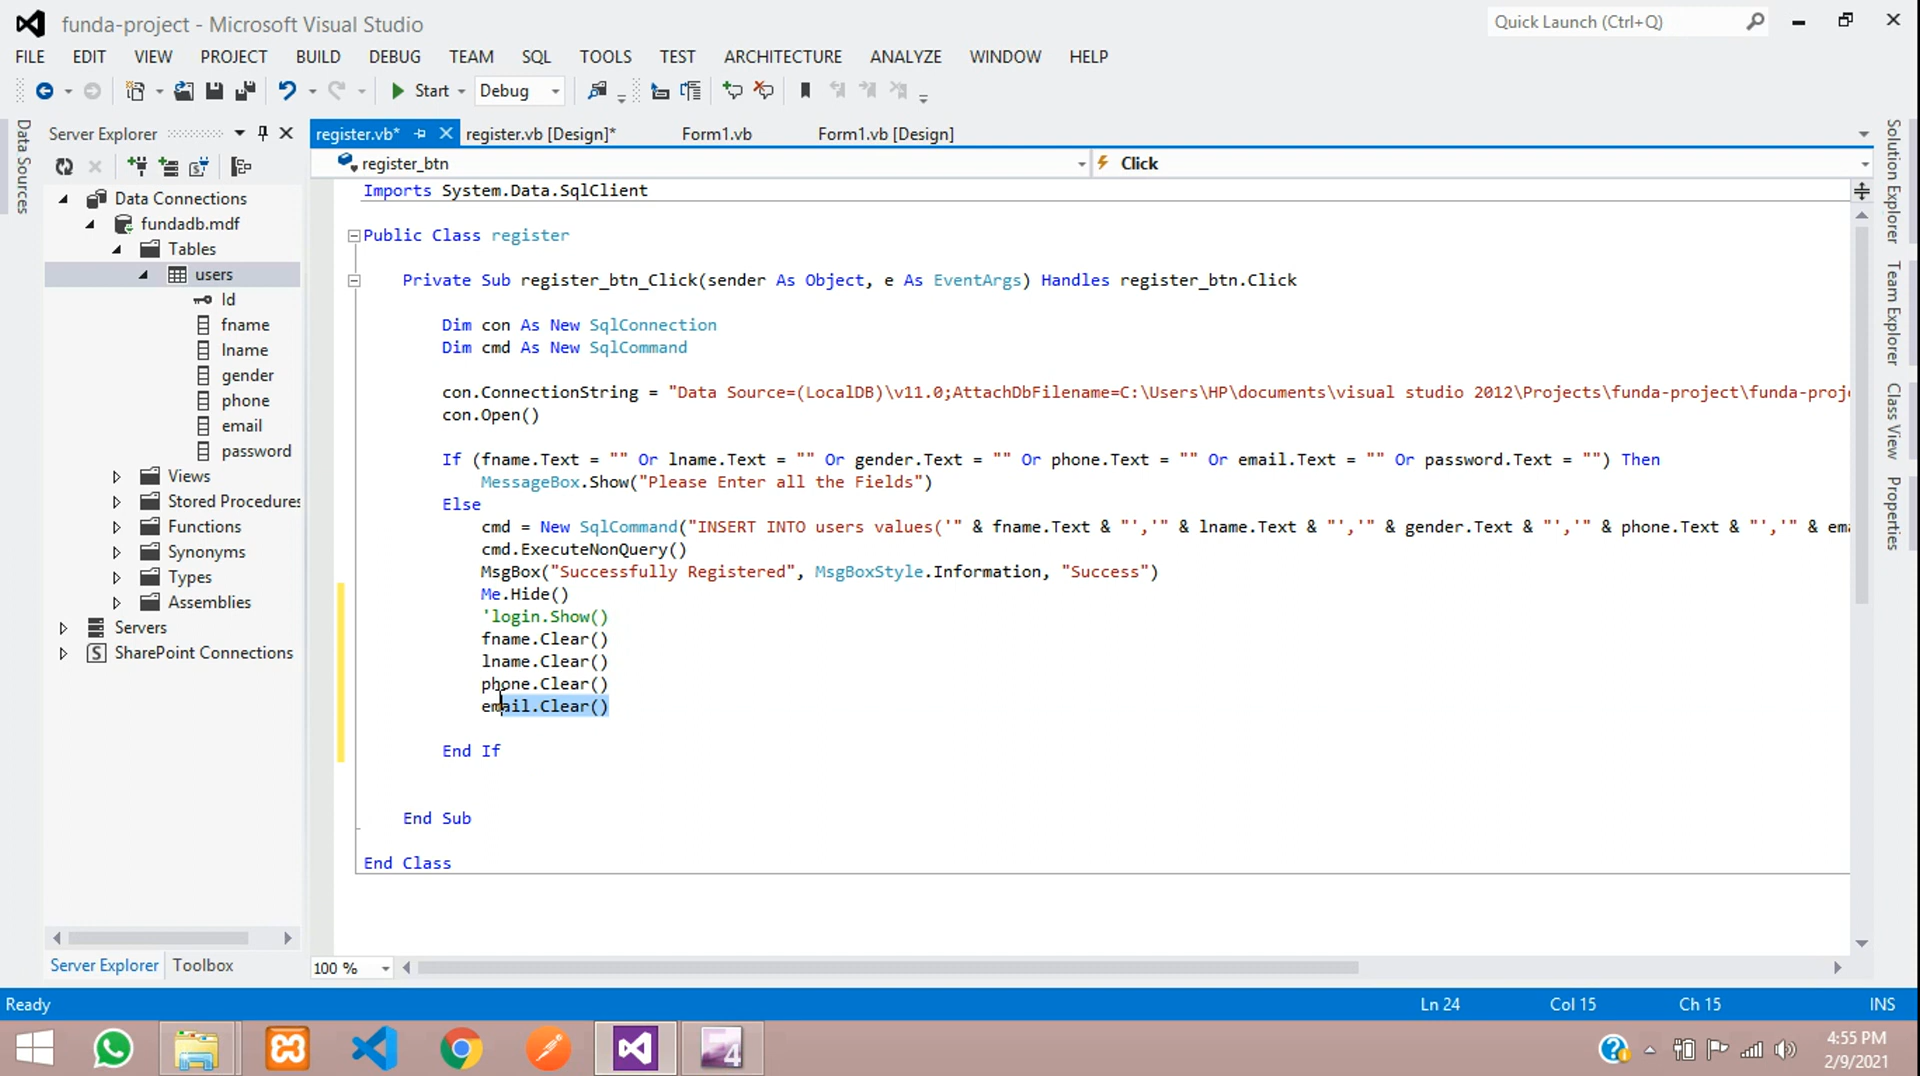 funda-project - Microsoft Visual Studio
Quick Launch (Ctrl+Q)
FILE EDIT VIEW PROJECT BUILD DEBUG TEAM SQL TOOLS TEST ARCHITECTURE ANALYZE WINDOW HELP
Start Debug
Data Sources
Server Explorer
register.vb* register.vb [Design]* Form1.vb Form1.vb [Design]
register_btn Click
Data Connections
fundadb.mdf
Tables
users
Id
fname
lname
gender
phone
email
password
Views
Stored Procedures
Functions
Synonyms
Types
Assemblies
Servers
SharePoint Connections
Server Explorer Toolbox
Imports System.Data.SqlClient
Public Class register
Private Sub register_btn_Click(sender As Object, e As EventArgs) Handles register_btn.Click
Dim con As New SqlConnection
Dim cmd As New SqlCommand
con.ConnectionString = "Data Source=(LocalDB)\v11.0;AttachDbFilename=C:\Users\HP\documents\visual studio 2012\Projects\funda-project\funda-proj
con.Open()
If (fname.Text = "" Or lname.Text = "" Or gender.Text = "" Or phone.Text = "" Or email.Text = "" Or password.Text = "") Then
MessageBox.Show("Please Enter all the Fields")
Else
cmd = New SqlCommand("INSERT INTO users values('" & fname.Text & "','" & lname.Text & "','" & gender.Text & "','" & phone.Text & "','" & ema
cmd.ExecuteNonQuery()
MsgBox("Successfully Registered", MsgBoxStyle.Information, "Success")
Me.Hide()
'login.Show()
fname.Clear()
lname.Clear()
phone.Clear()
email.Clear()
End If
End Sub
End Class
100 %
Solution Explorer
Team Explorer
Class View
Properties
Ready Ln 24 Col 15 Ch 15 INS
4
4:55 PM
2/9/2021